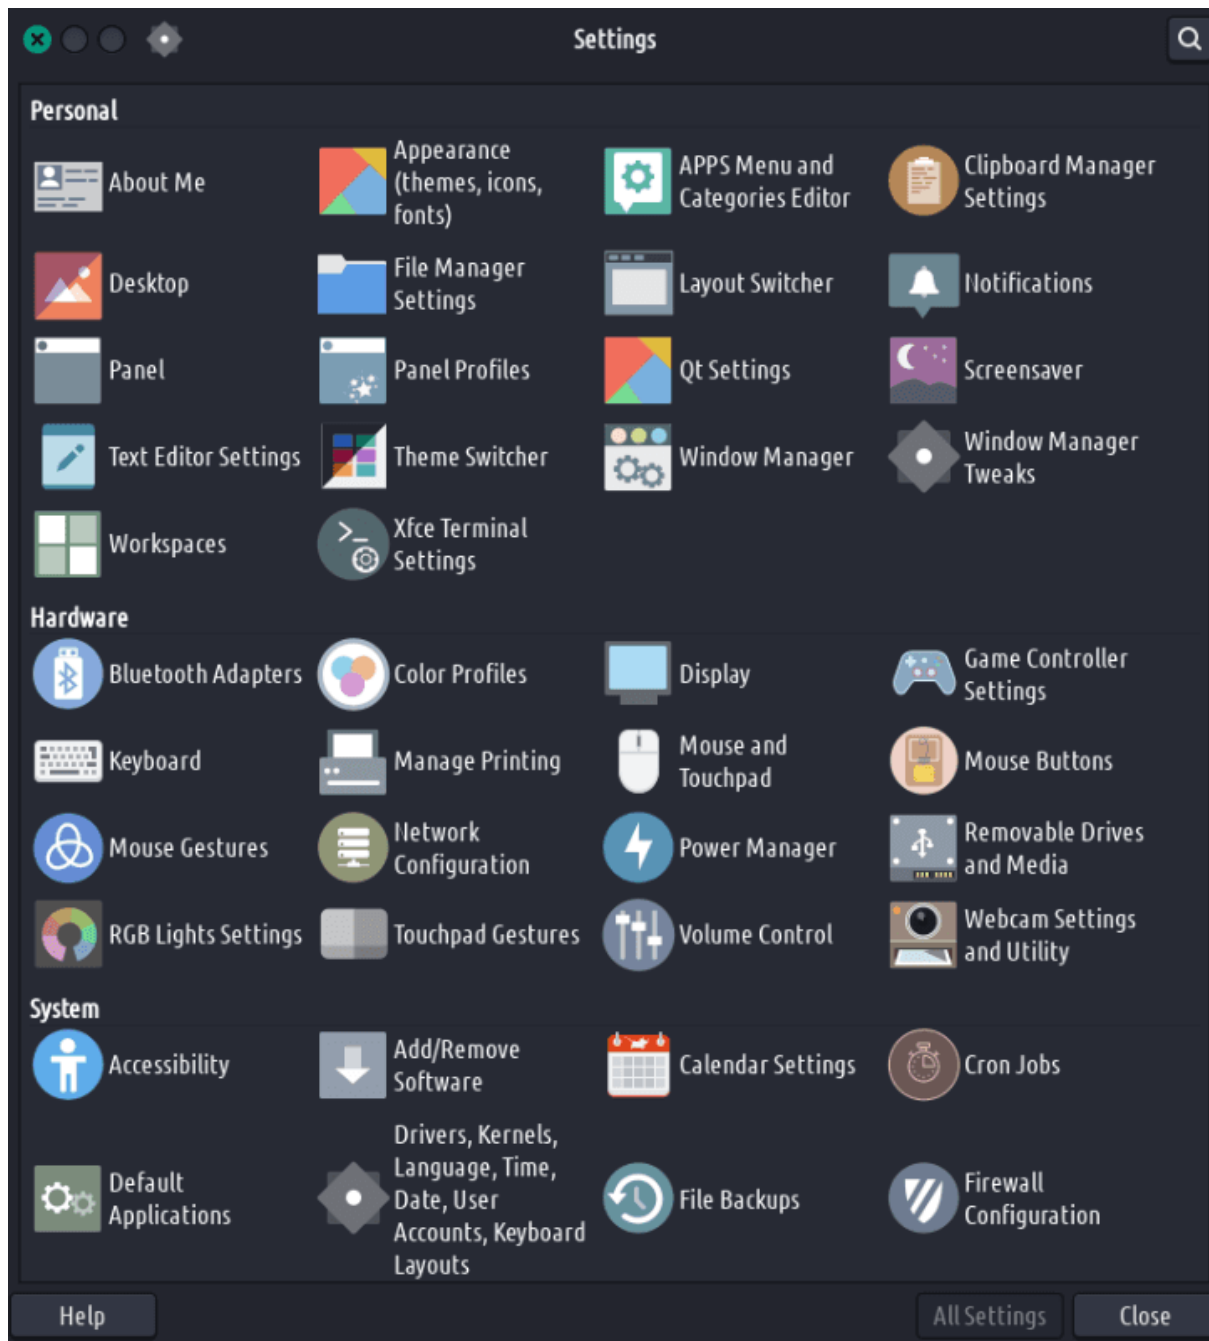 Settings
Personal
About Me
Appearance
(themes, icons,
fonts)
APPS Menu and
Categories Editor
Clipboard Manager
Settings
Desktop
File Manager
Settings
Layout Switcher
Notifications
Panel
Panel Profiles
Qt Settings
Screensaver
Text Editor Settings
Theme Switcher
Window Manager
Window Manager
Tweaks
Workspaces
Xfce Terminal
Settings
Hardware
Bluetooth Adapters
Color Profiles
Display
Game Controller
Settings
Keyboard
Manage Printing
Mouse and
Touchpad
Mouse Buttons
Mouse Gestures
Network
Configuration
Power Manager
Removable Drives
and Media
RGB Lights Settings
Touchpad Gestures
Volume Control
Webcam Settings
and Utility
System
Accessibility
Add/Remove
Software
Calendar Settings
Cron Jobs
Default
Applications
Drivers, Kernels,
Language, Time,
Date, User
Accounts, Keyboard
Layouts
File Backups
Firewall
Configuration
Help
All Settings
Close